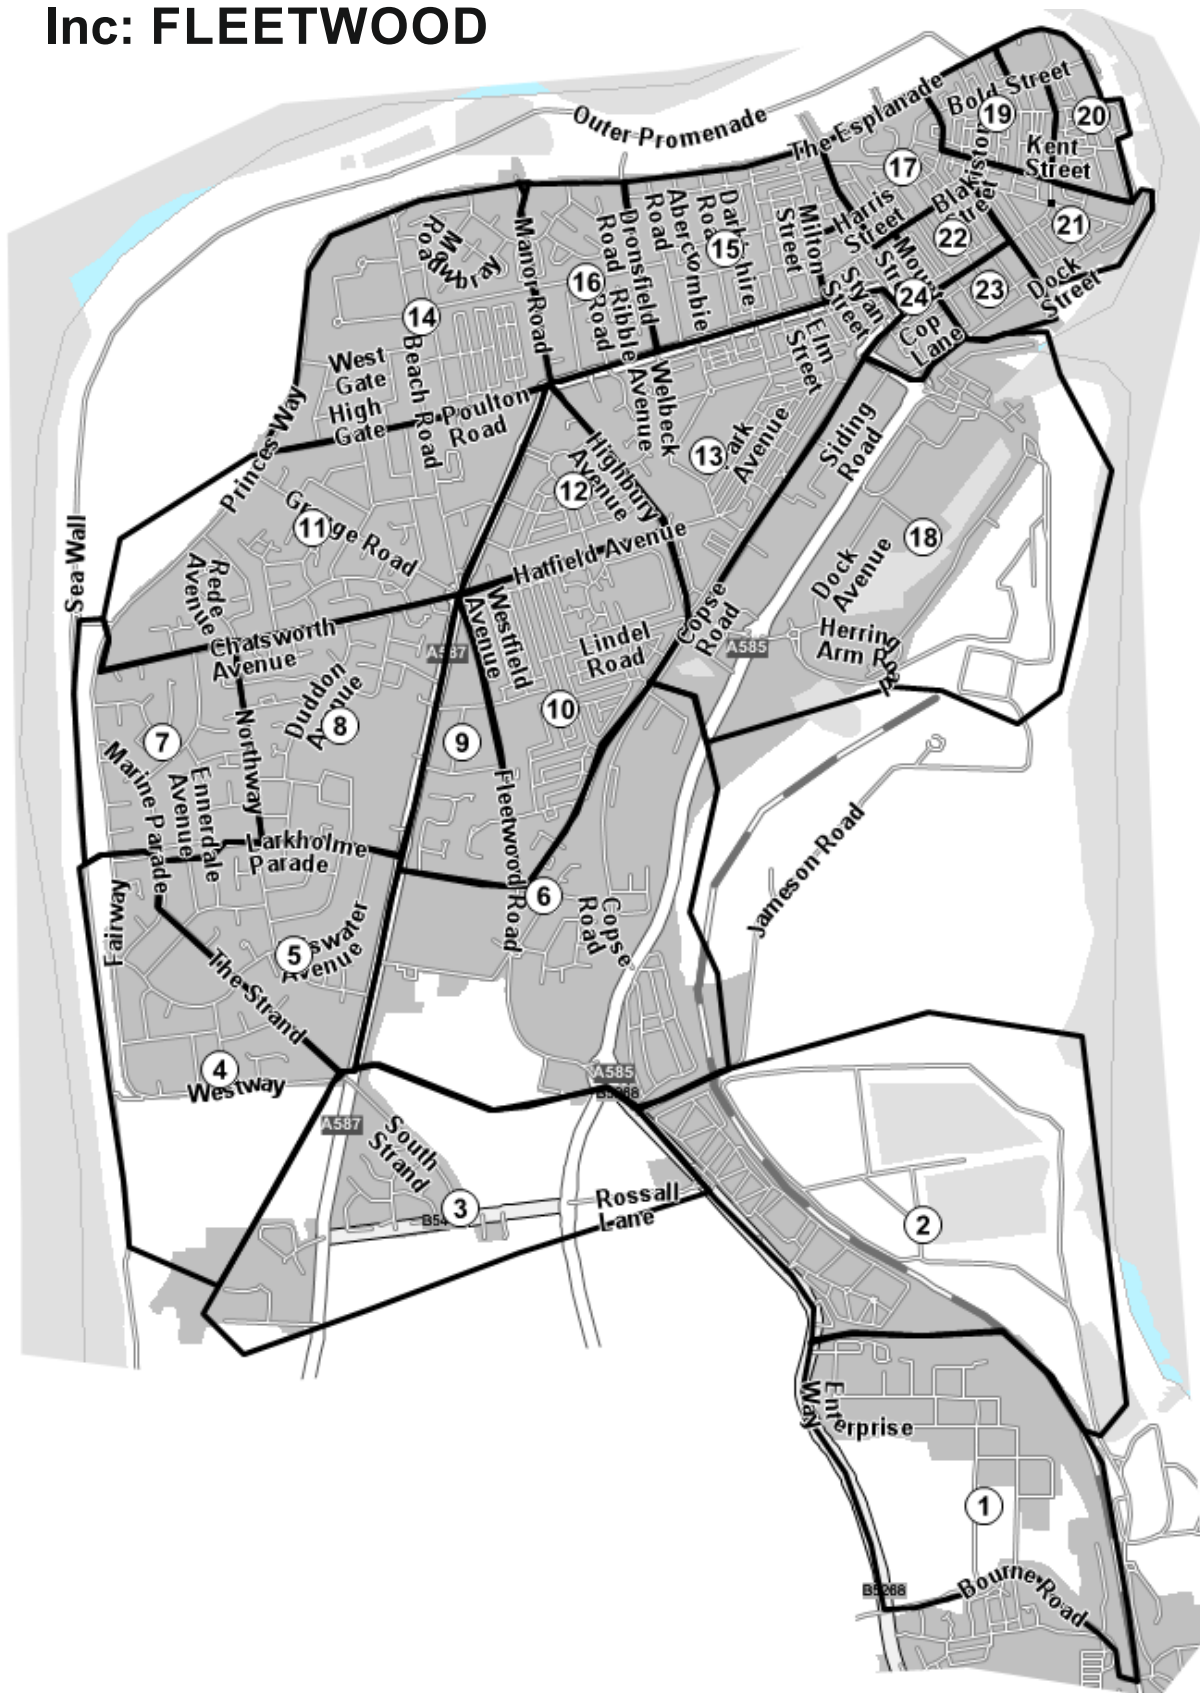 Inc: FLEETWOOD
Outer Promenade
The Esplanade
Bold Street
19
20
Kent
Street
17
Blakiston
Street
21
Harris
Street
22
Mount
Street
Milton
Street
Darbishire
Road
15
Abercrombie
Road
Dronsfield
Road
Mowbray
Road
Manor Road
16
Ribble
Road
Styan
Street
24
23
Dock
Street
Cop
Lane
14
Elm
Street
West
Gate
High
Gate
Beach Road
Poulton
Road
Welbeck
Avenue
Princes Way
Highbury
Avenue
13
Park
Avenue
Siding
Road
12
Grange Road
11
Hatfield Avenue
18
Dock
Avenue
Sea Wall
Rede
Avenue
Chatsworth
Avenue
Westfield
Avenue
Lindel
Road
Copse
Road
A585
Herring
Arm Rope
A587
Duddon
Avenue
Northway
8
9
10
7
Marine Parade
Ennerdale
Avenue
Fleetwood Road
Larkholme
Parade
Jameson Road
6
Copse
Road
Fairway
5
Avenue
The Strand
4
Westway
A585
B5268
A587
South
Strand
3
Rossall
Lane
2
Enterprise
Way
1
B5268
Bourne Road